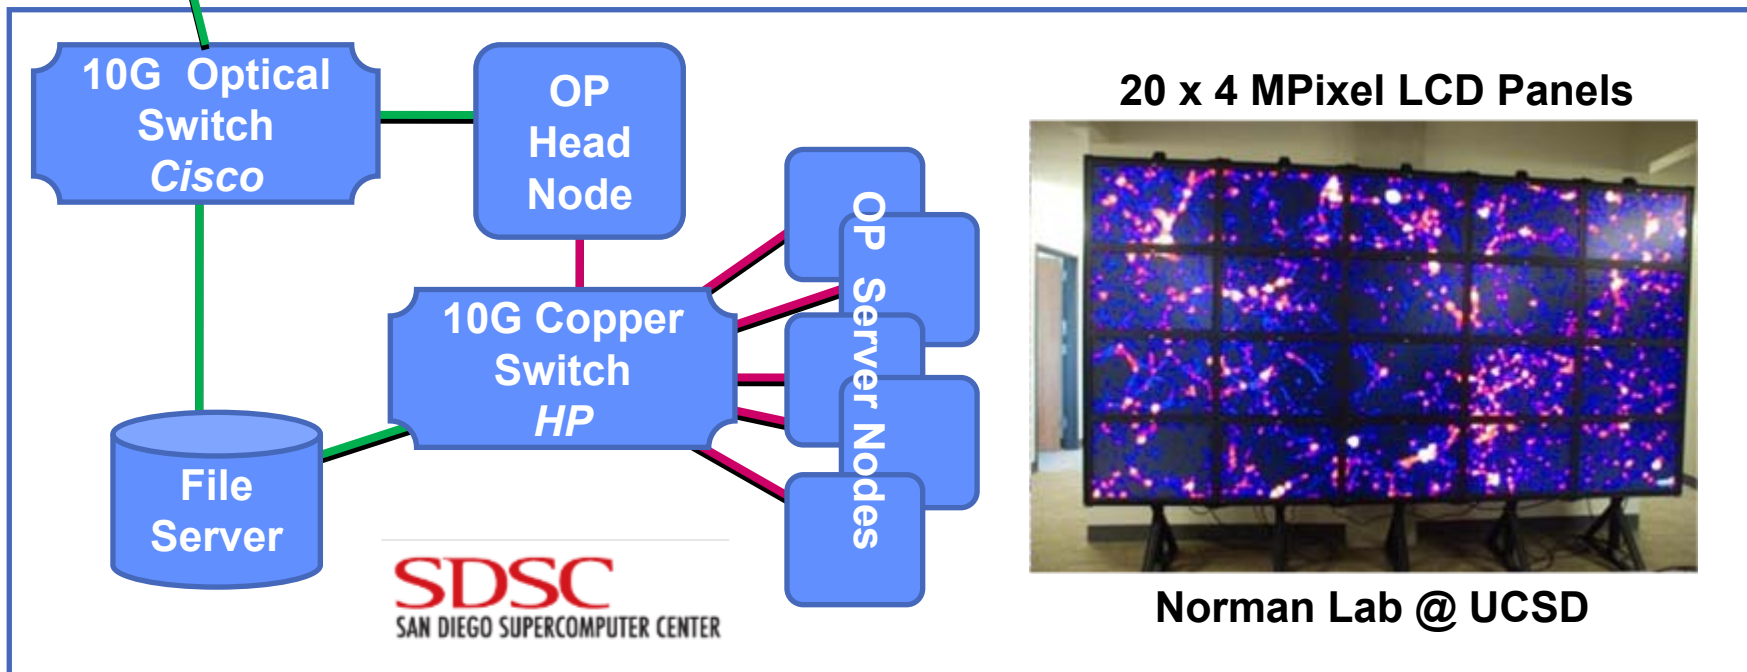 10G Optical
Switch
Cisco
OP
Head
Node
20 x 4 MPixel LCD Panels
OP Server Nodes
10G Copper
Switch
HP
File
Server
SDSC
SAN DIEGO SUPERCOMPUTER CENTER
Norman Lab @ UCSD